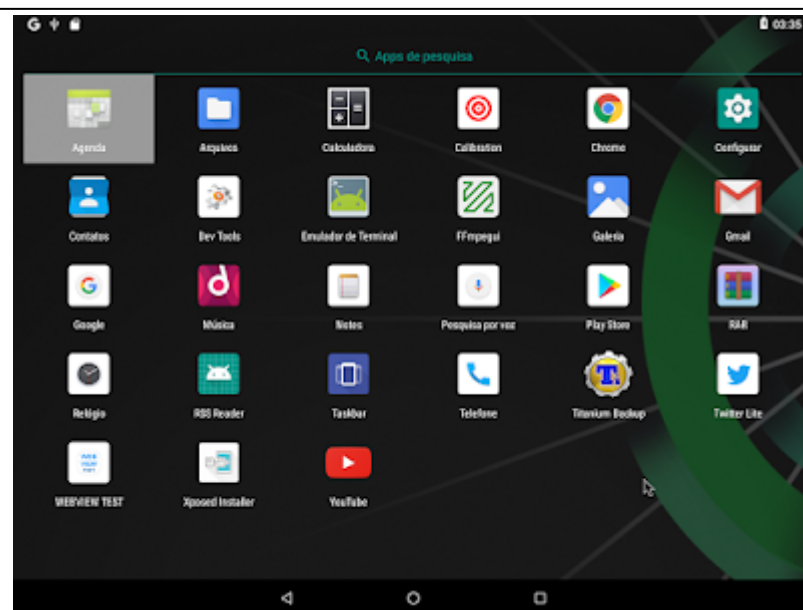 03:35
Apps de pesquisa
Agenda Arquivos Calculadora Calibration Chrome Configurar
Contatos Dev Tools Emulador de Terminal FFmpegui Galeria Gmail
Google Música Notes Pesquisa por voz Play Store RAR
Relógio RSS Reader Taskbar Telefone Titanium Backup Twitter Lite
WEBVIEW TEST Xposed Installer YouTube